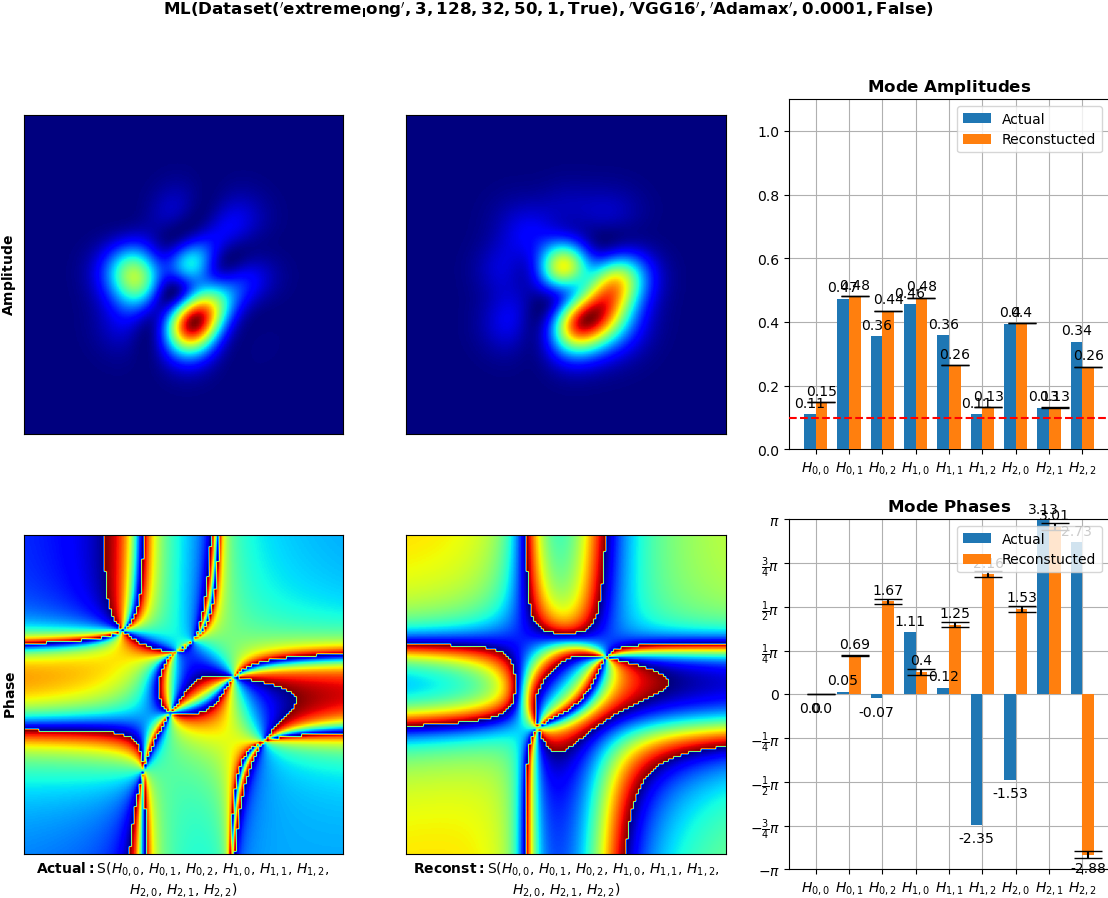 ML(Dataset('extreme_long', 3, 128, 32, 50, 1, True), 'VGG16', 'Adamax', 0.0001, False)
Amplitude
Mode Amplitudes
Actual
Reconstucted
1.0
0.8
0.6
0.4
0.2
0.0
0.11
0.15
0.47
0.48
0.36
0.44
0.46
0.48
0.36
0.26
0.11
0.13
0.4
0.4
0.13
0.13
0.34
0.26
H0,0 H0,1 H0,2 H1,0 H1,1 H1,2 H2,0 H2,1 H2,2
Phase
Actual:S(H0,0, H0,1, H0,2, H1,0, H1,1, H1,2,
H2,0, H2,1, H2,2)
Reconst:S(H0,0, H0,1, H0,2, H1,0, H1,1, H1,2,
H2,0, H2,1, H2,2)
Mode Phases
Actual
Reconstucted
π
3/4π
1/2π
1/4π
0
−1/4π
−1/2π
−3/4π
−π
0.0
0.0
0.05
0.69
-0.07
1.67
1.11
0.4
0.12
1.25
-2.35
2.16
-1.53
1.53
3.13
3.01
2.73
-2.88
H0,0 H0,1 H0,2 H1,0 H1,1 H1,2 H2,0 H2,1 H2,2